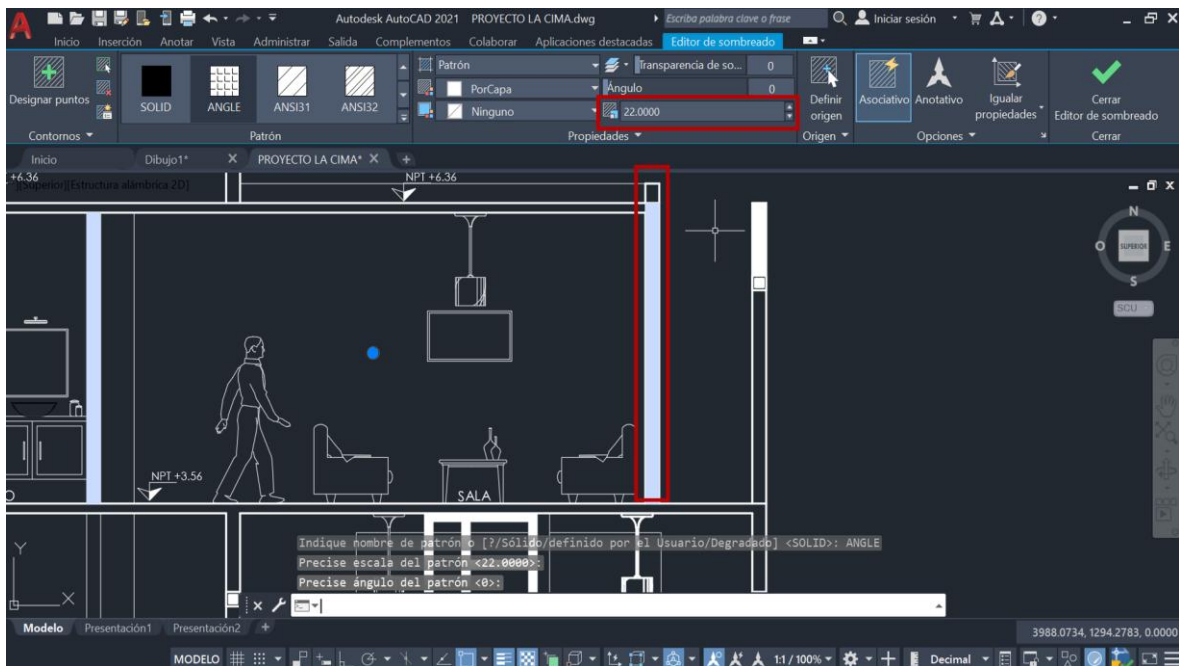 Autodesk AutoCAD 2021 PROYECTO LA CIMA.dwg Escriba palabra clave o frase Iniciar sesión
Inicio Inserción Anotar Vista Administrar Salida Complementos Colaborar Aplicaciones destacadas Editor de sombreado
Patrón Transparencia de so... 0
PorCapa Ángulo 0
Ninguno 22.0000
Designar puntos SOLID ANGLE ANSI31 ANSI32
Definir origen Asociativo Anotativo Igualar propiedades Cerrar Editor de sombreado
Contornos Patrón Propiedades Origen Opciones Cerrar
Inicio Dibujo1* X PROYECTO LA CIMA* X +
+6.36 NPT +6.36
[Superior][Estructura alámbrica 2D]
N
O SUPERIOR E
S
SCU
NPT +3.56
SALA
Indique nombre de patrón o [?/Sólido/definido por el Usuario/Degradado] <SOLID>: ANGLE
Y Precise escala del patrón <22.0000>:
Precise ángulo del patrón <0>:
X
Modelo Presentación1 Presentación2 + 3988.0734, 1294.2783, 0.0000
MODELO 1:1 / 100% Decimal